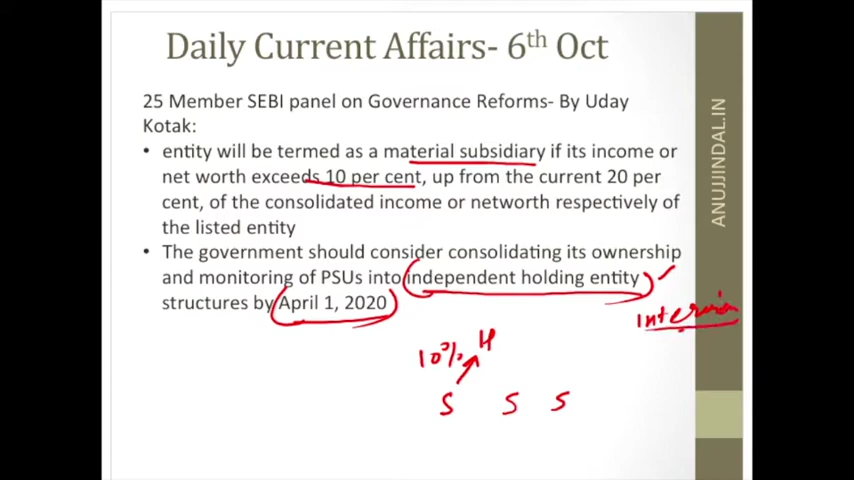 Daily Current Affairs- 6th Oct
25 Member SEBI panel on Governance Reforms- By Uday
Kotak:
• entity will be termed as a material subsidiary if its income or
net worth exceeds 10 per cent, up from the current 20 per
cent, of the consolidated income or networth respectively of
the listed entity
• The government should consider consolidating its ownership
and monitoring of PSUs into independent holding entity
structures by April 1, 2020
10% H
S S S
ANUJJINDAL.IN